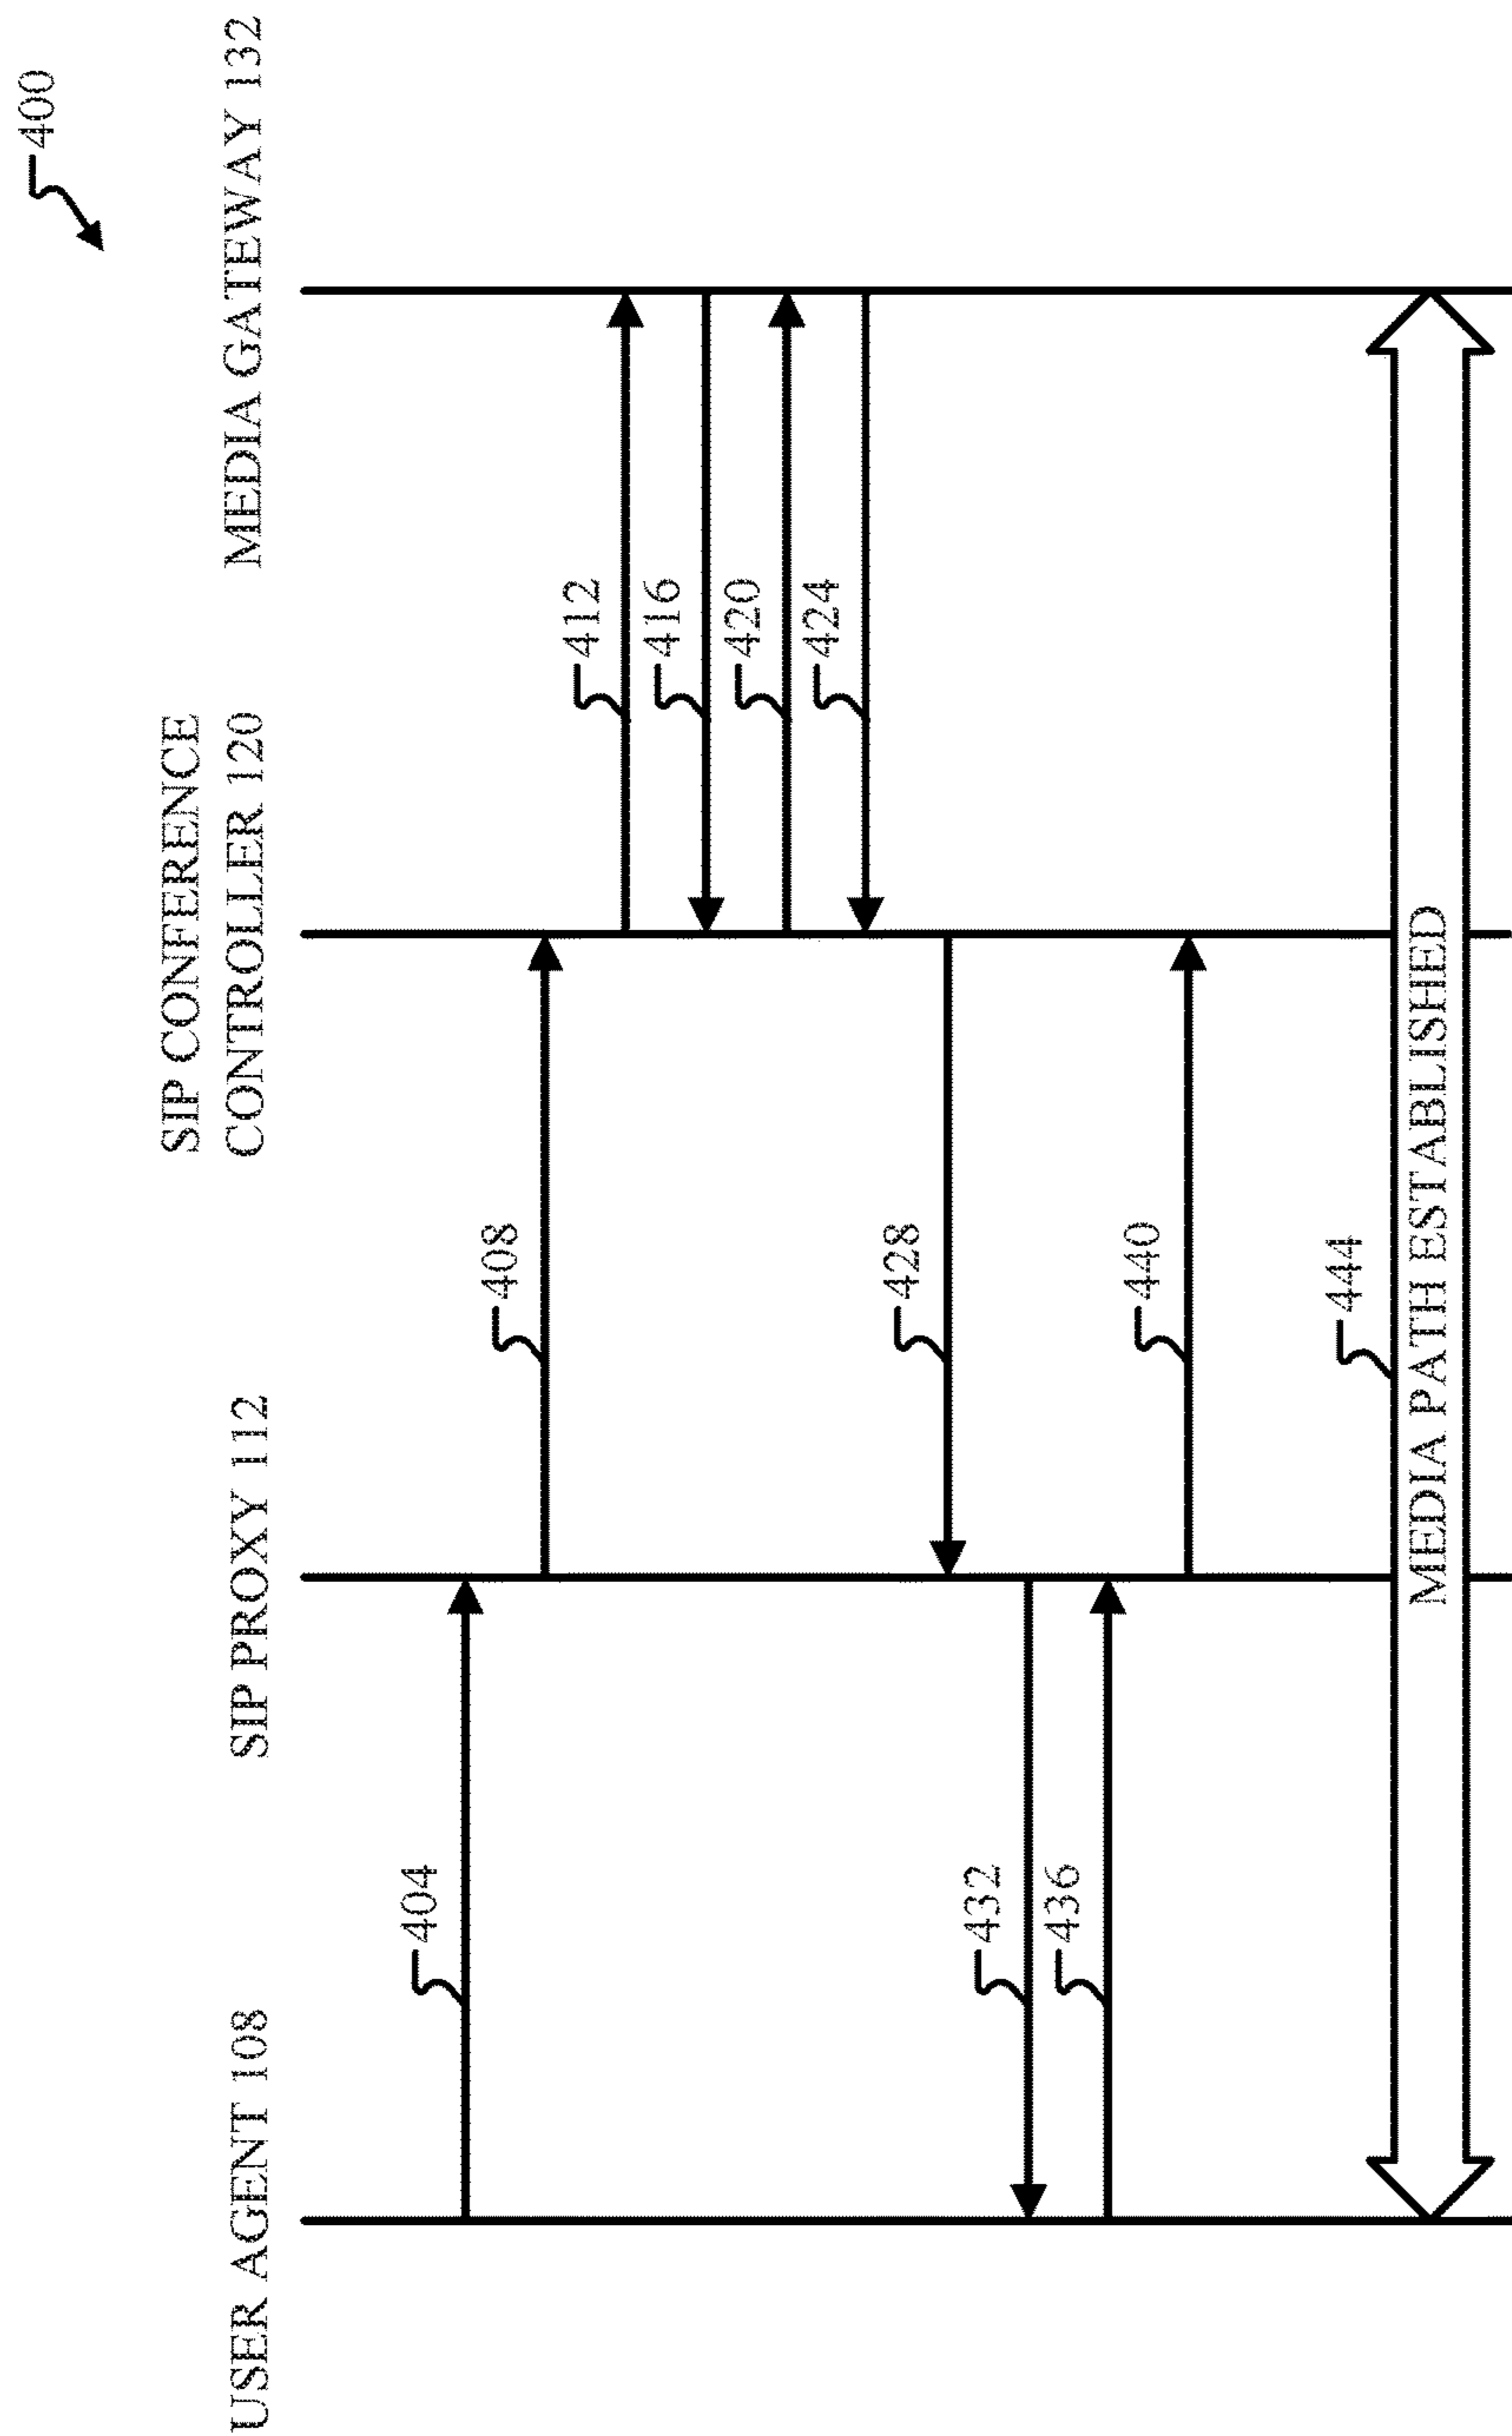 400
USER AGENT 108
SIP PROXY 112
SIP CONFERENCE
CONTROLLER 120
MEDIA GATEWAY 132
404
408
412
416
420
424
428
432
436
440
444
MEDIA PATH ESTABLISHED